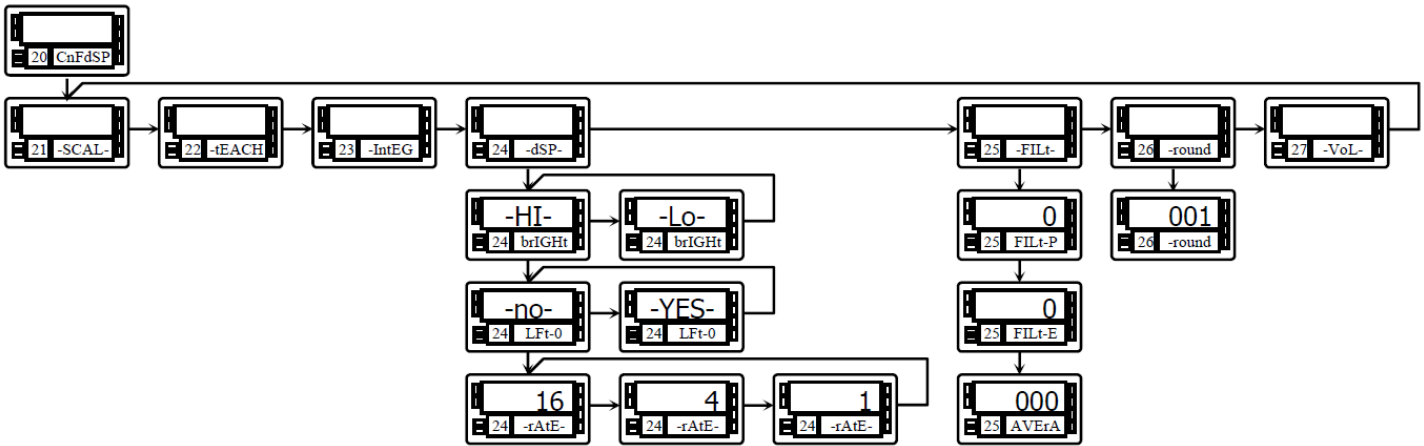 20 CnFdSP
21 -SCAL-
22 -tEACH
23 -IntEG
24 -dSP-
25 -FILt-
26 -round
27 -VoL-
-HI-
24 brIGHt
-Lo-
24 brIGHt
0
25 FILt-P
001
26 -round
-no-
24 LFt-0
-YES-
24 LFt-0
0
25 FILt-E
16
24 -rAtE-
4
24 -rAtE-
1
24 -rAtE-
000
25 AVErA